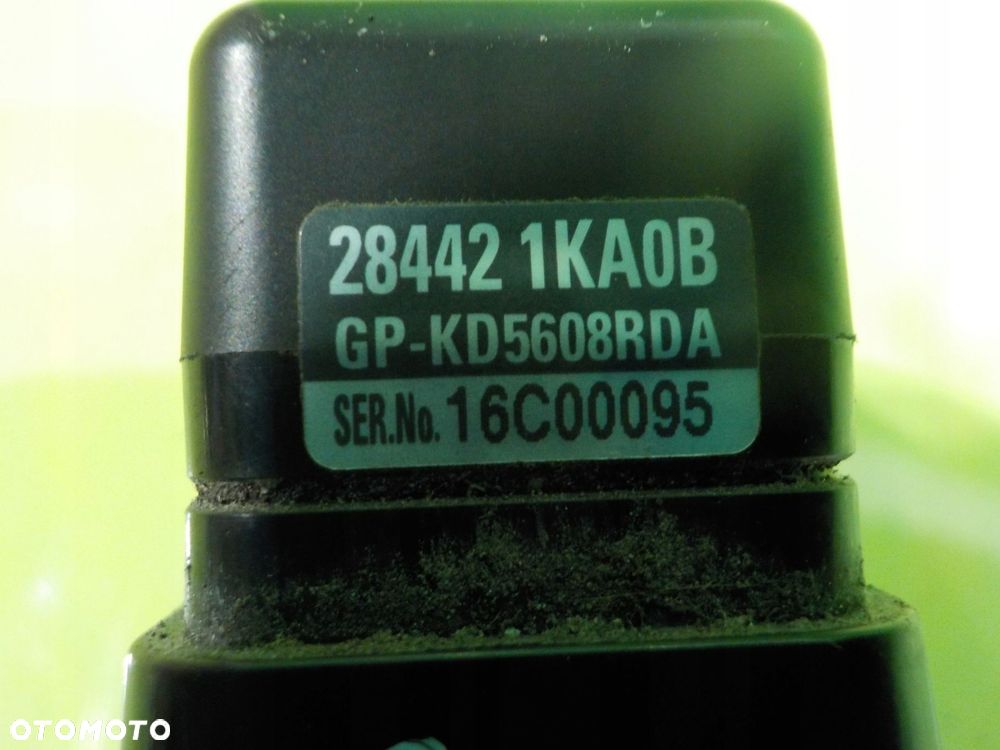 28442 1KA0B
GP-KD5608RDA
SER.No. 16C00095
OTOMOTO